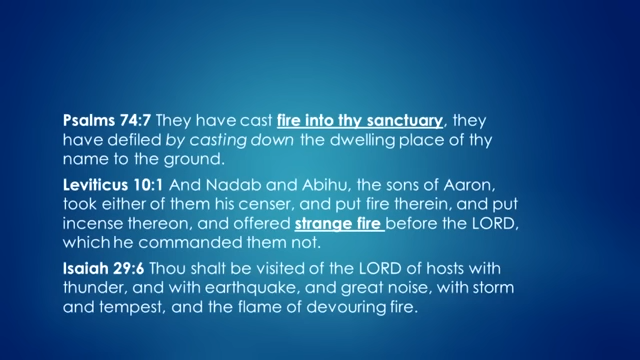 Psalms 74:7 They have cast fire into thy sanctuary, they
have defiled by casting down the dwelling place of thy
name to the ground.
Leviticus 10:1 And Nadab and Abihu, the sons of Aaron,
took either of them his censer, and put fire therein, and put
incense thereon, and offered strange fire before the LORD,
which he commanded them not.
Isaiah 29:6 Thou shalt be visited of the LORD of hosts with
thunder, and with earthquake, and great noise, with storm
and tempest, and the flame of devouring fire.